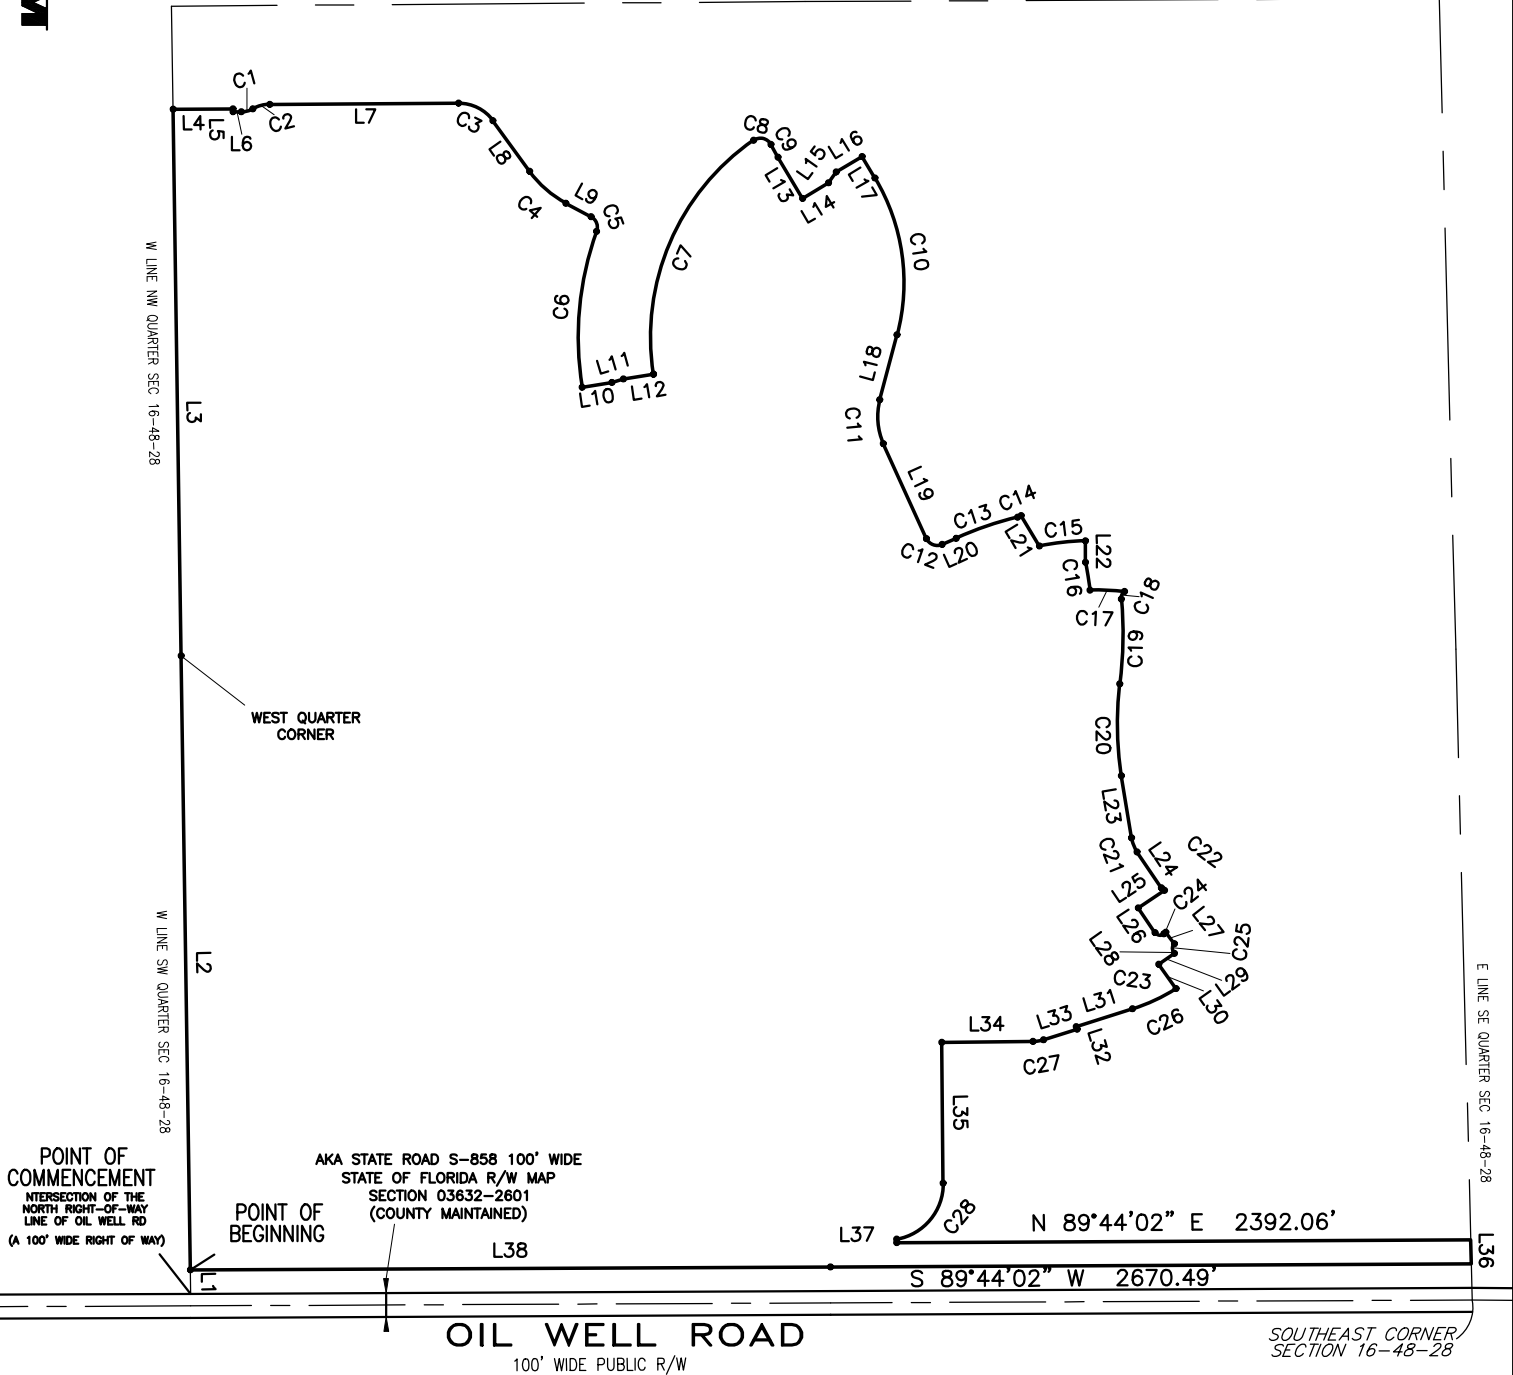 C1
C2
L4
L5
L6
L7
C3
L8
C4
L9
C5
C6
L10
L11
L12
C7
C8
C9
L13
L14
L15
L16
L17
C10
L18
C11
L19
C12
L20
C13
C14
L21
C15
L22
C16
C17
C18
C19
C20
L23
C21
L24
C22
L25
C24
L26
L27
C25
L28
C23
L29
L30
C26
L31
L32
L33
C27
L34
L35
C28
W LINE NW QUARTER SEC 16-48-28
L3
WEST QUARTER
CORNER
L2
W LINE SW QUARTER SEC 16-48-28
E LINE SE QUARTER SEC 16-48-28
POINT OF
COMMENCEMENT
NTERSECTION OF THE
NORTH RIGHT-OF-WAY
LINE OF OIL WELL RD
(A 100' WIDE RIGHT OF WAY)
POINT OF
BEGINNING
AKA STATE ROAD S-858 100' WIDE
STATE OF FLORIDA R/W MAP
SECTION 03632-2601
(COUNTY MAINTAINED)
L37
N 89°44'02" E 2392.06'
L36
L38
L1
S 89°44'02" W 2670.49'
OIL WELL ROAD
100' WIDE PUBLIC R/W
SOUTHEAST CORNER
SECTION 16-48-28